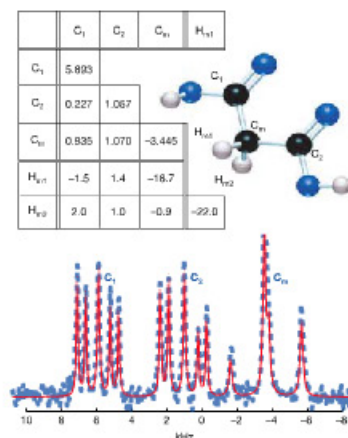 C₁ C₂ Cₘ Hₘ₁
C₁ 5.893
C₂ 0.227 1.057
Cₘ 0.935 1.070 −3.445
Hₘ₁ −1.5 1.4 −16.7
Hₘ₂ 2.0 1.0 −0.9 −22.0
C₁
Cₘ
Hₘ₁
C₂
Hₘ₂
C₁ C₂ Cₘ
10 8 6 4 2 0 −2 −4 −6 −8
kHz